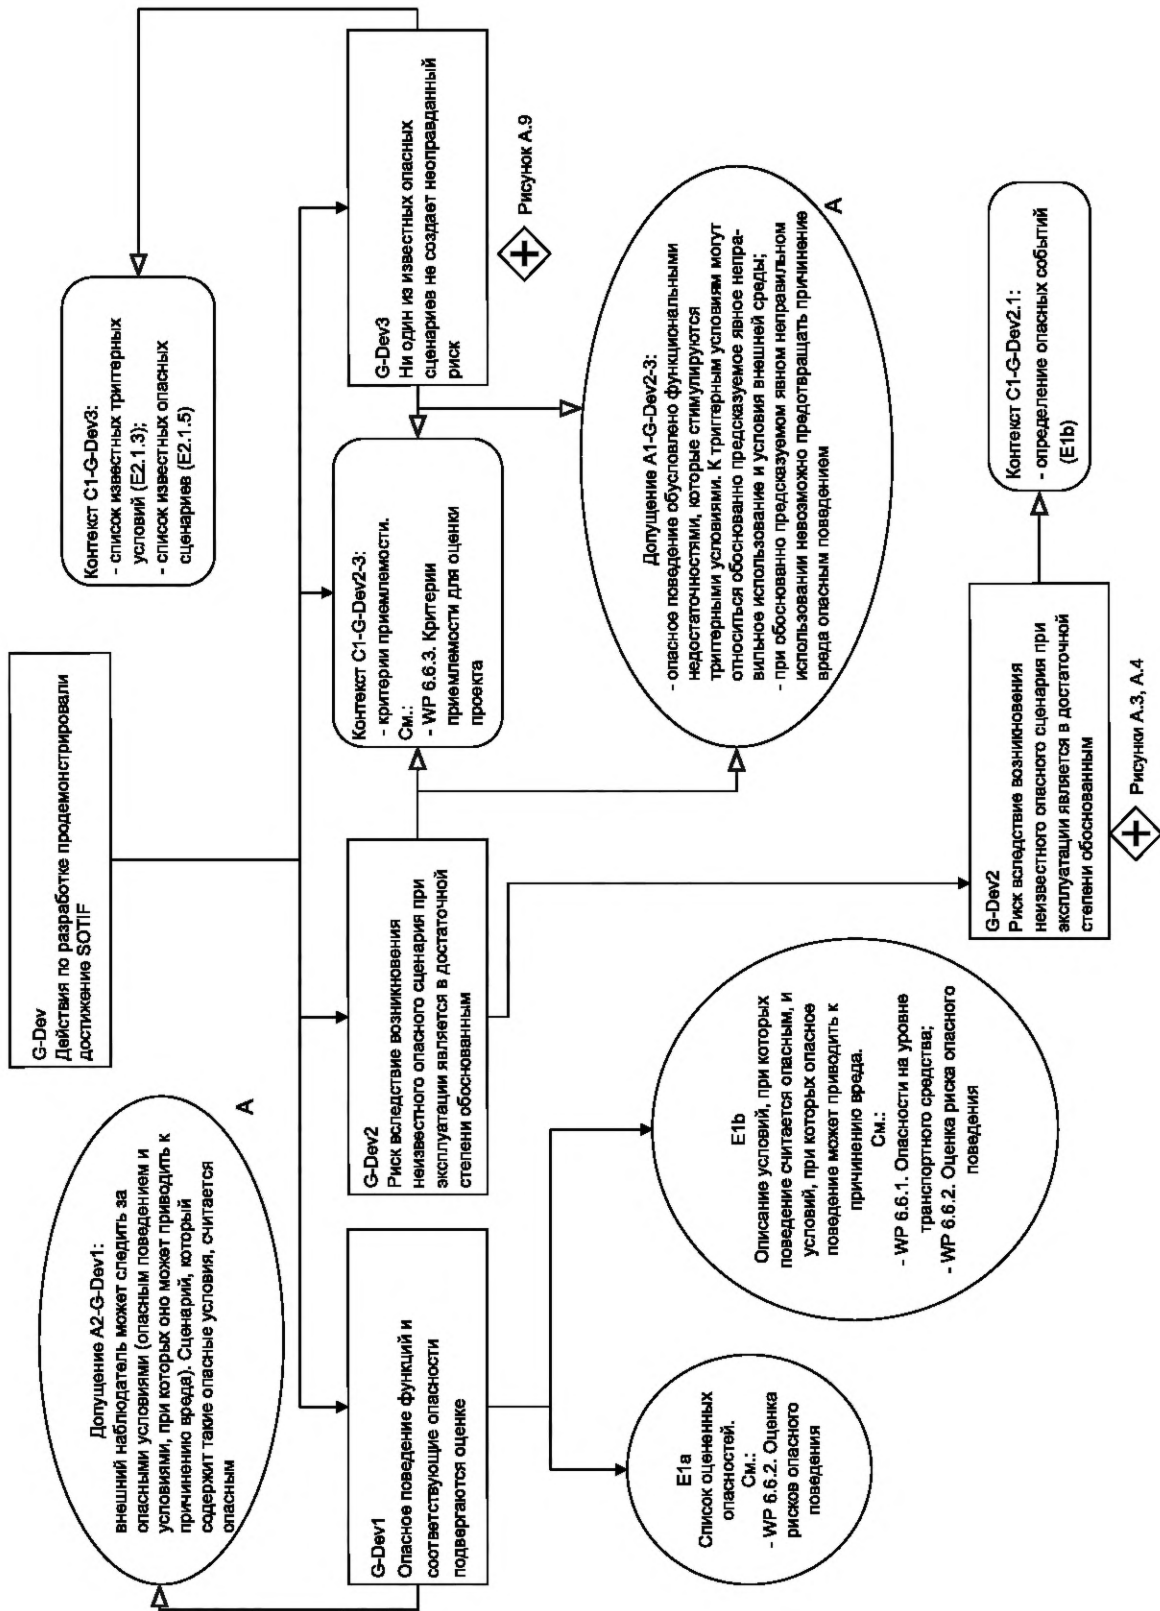 G-Dev
Действия по разработке продемонстрировали
достижение SOTIF
Допущение A2-G-Dev1:
внешний наблюдатель может следить за
опасными условиями (опасным поведением и
условиями, при которых оно может приводить к
причинению вреда). Сценарий, который
содержит такие опасные условия, считается
опасным
A
Контекст C1-G-Dev3:
- список известных триггерных
условий (E2.1.3);
- список известных опасных
сценариев (E2.1.5)
G-Dev1
Опасное поведение функций и
соответствующие опасности
подвергаются оценке
G-Dev2
Риск вследствие возникновения
неизвестного опасного сценария при
эксплуатации является в достаточной
степени обоснованным
Контекст C1-G-Dev2-3:
- критерии приемлемости.
См.:
- WP 6.6.3. Критерии
приемлемости для оценки
проекта
G-Dev3
Ни один из известных опасных
сценариев не создает неоправданный
риск
Рисунок А.9
E1a
Список оцененных
опасностей.
См.:
- WP 6.6.2. Оценка
рисков опасного
поведения
E1b
Описание условий, при которых
поведение считается опасным, и
условий, при которых опасное
поведение может приводить к
причинению вреда.
См.:
- WP 6.6.1. Опасности на уровне
транспортного средства;
- WP 6.6.2. Оценка риска опасного
поведения
Допущение A1-G-Dev2-3:
- опасное поведение обусловлено функциональными
недостаточностями, которые стимулируются
триггерными условиями. К триггерным условиям могут
относиться обоснованно предсказуемое явное непра-
вильное использование и условия внешней среды;
- при обоснованно предсказуемом явном неправильном
использовании невозможно предотвращать причинение
вреда опасным поведением
A
G-Dev2
Риск вследствие возникновения
неизвестного опасного сценария при
эксплуатации является в достаточной
степени обоснованным
Рисунки А.3, А.4
Контекст C1-G-Dev2.1:
- определение опасных событий
(E1b)